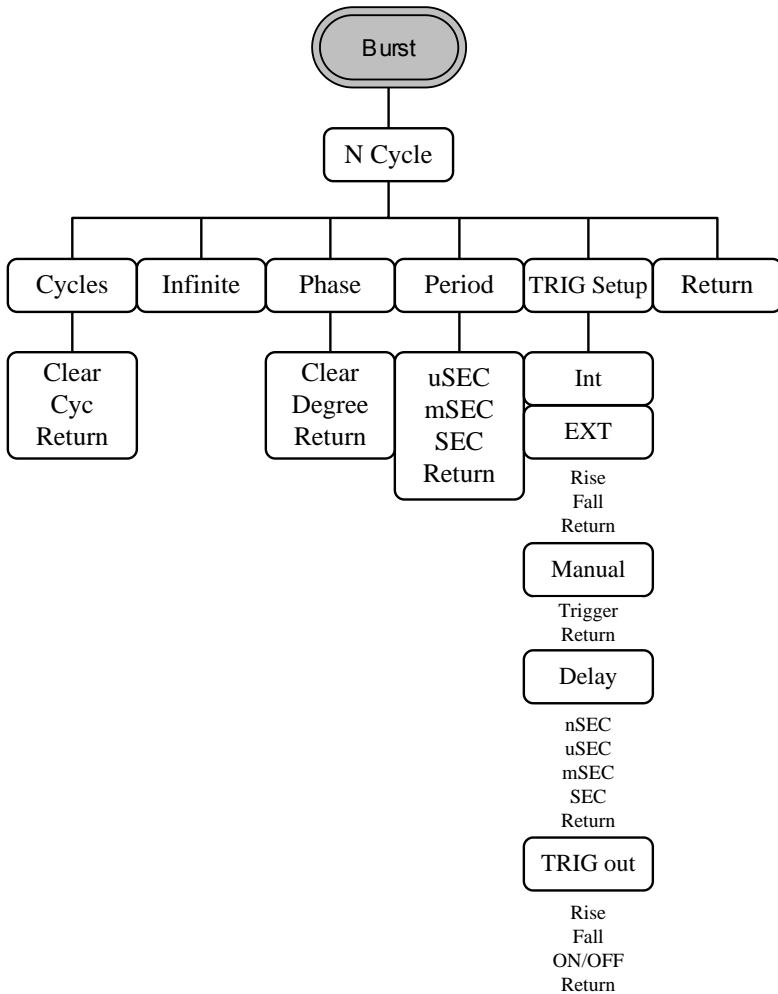 Burst
N Cycle
Cycles
Infinite
Phase
Period
TRIG Setup
Return
Clear
Cyc
Return
Clear
Degree
Return
uSEC
mSEC
SEC
Return
Int
EXT
Rise
Fall
Return
Manual
Trigger
Return
Delay
nSEC
uSEC
mSEC
SEC
Return
TRIG out
Rise
Fall
ON/OFF
Return